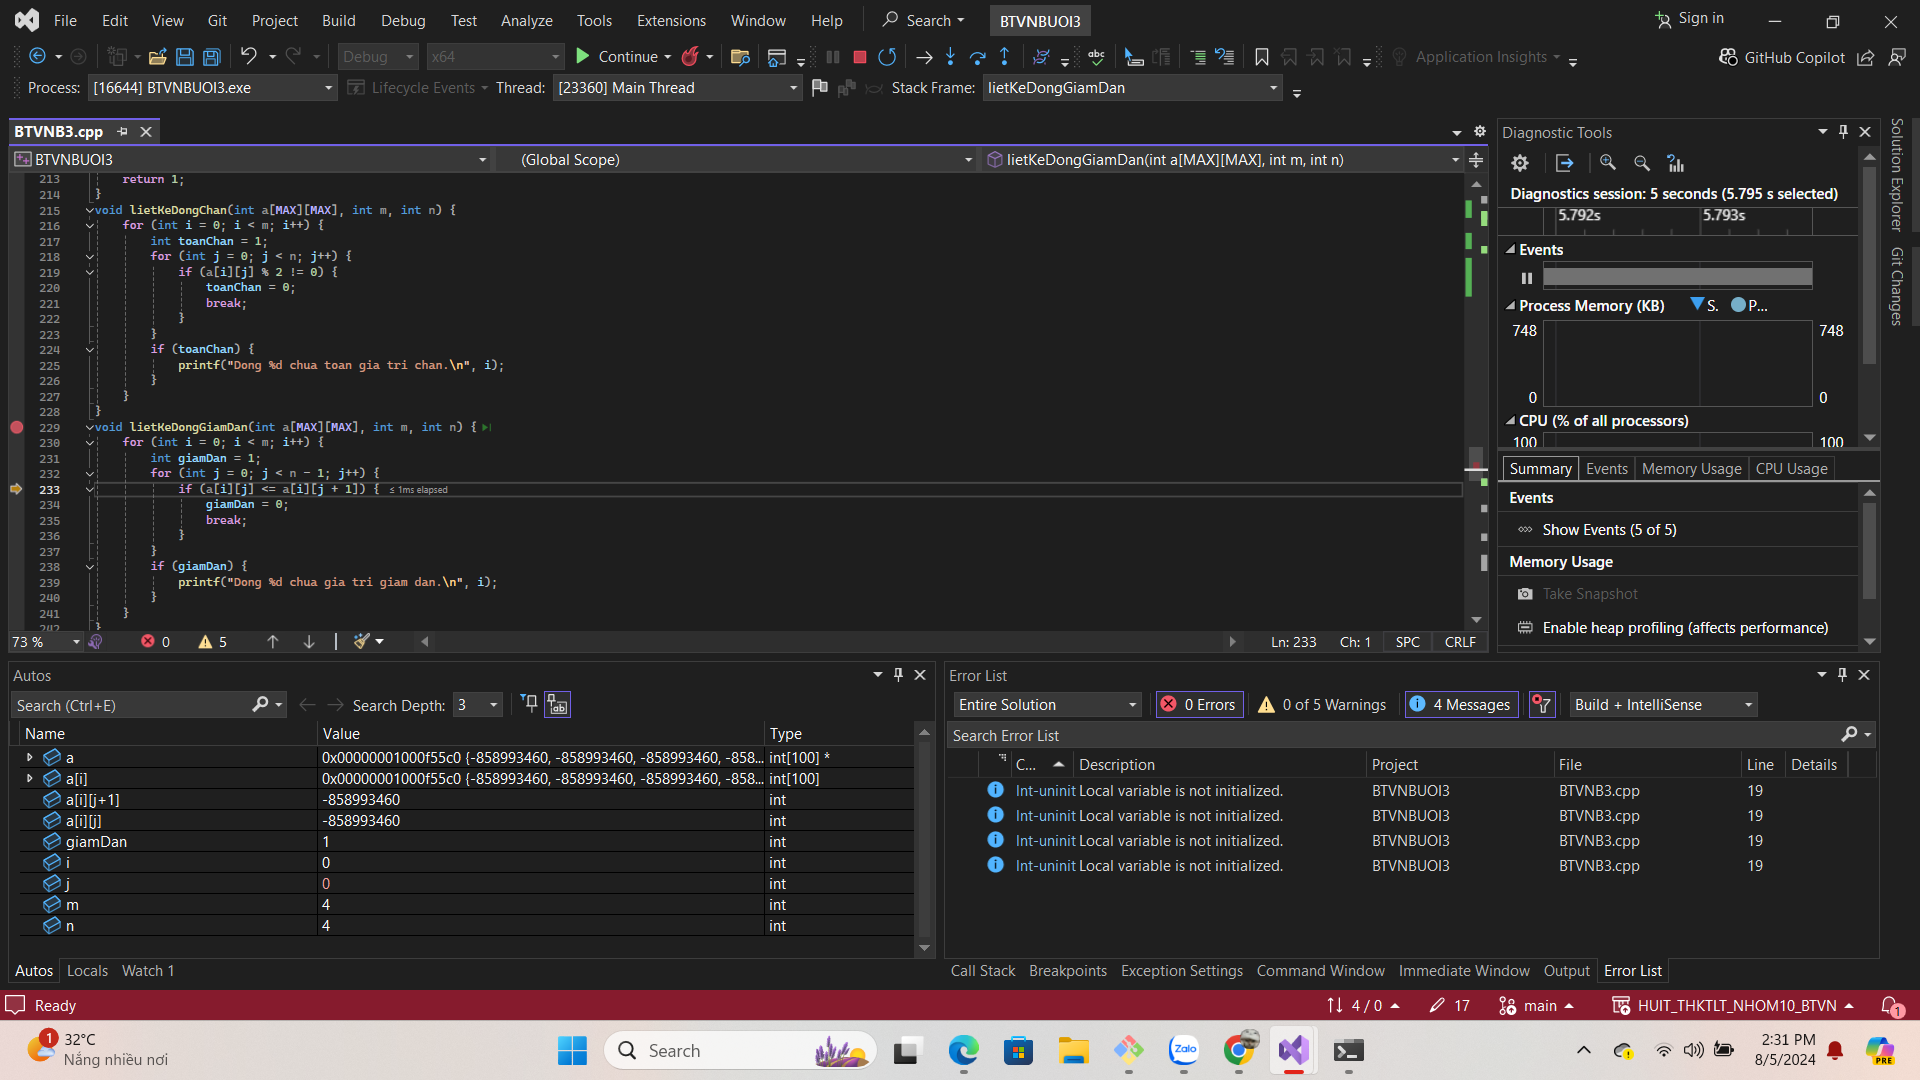 File Edit View Git Project Build Debug Test Analyze Tools Extensions Window Help Search BTVNBUOI3 Sign in
Debug x64 Continue Application Insights GitHub Copilot
Process: [16644] BTVNBUOI3.exe Lifecycle Events Thread: [23360] Main Thread Stack Frame: lietKeDongGiamDan
BTVNB3.cpp
BTVNBUOI3 (Global Scope) lietKeDongGiamDan(int a[MAX][MAX], int m, int n)
213 return 1;
214 }
215 void lietKeDongChan(int a[MAX][MAX], int m, int n) {
216 for (int i = 0; i < m; i++) {
217 int toanChan = 1;
218 for (int j = 0; j < n; j++) {
219 if (a[i][j] % 2 != 0) {
220 toanChan = 0;
221 break;
222 }
223 }
224 if (toanChan) {
225 printf("Dong %d chua toan gia tri chan.\n", i);
226 }
227 }
228 }
229 void lietKeDongGiamDan(int a[MAX][MAX], int m, int n) {
230 for (int i = 0; i < m; i++) {
231 int giamDan = 1;
232 for (int j = 0; j < n - 1; j++) {
233 if (a[i][j] <= a[i][j + 1]) { ≤ 1ms elapsed
234 giamDan = 0;
235 break;
236 }
237 }
238 if (giamDan) {
239 printf("Dong %d chua gia tri giam dan.\n", i);
240 }
241 }
242 }
73 % 0 5 Ln: 233 Ch: 1 SPC CRLF
Diagnostic Tools
Diagnostics session: 5 seconds (5.795 s selected)
5.792s 5.793s
Events
Process Memory (KB) S. P...
748 748
0 0
CPU (% of all processors)
100 100
Summary Events Memory Usage CPU Usage
Events
Show Events (5 of 5)
Memory Usage
Take Snapshot
Enable heap profiling (affects performance)
Solution Explorer
Git Changes
Autos
Search (Ctrl+E) Search Depth: 3
Name Value Type
a 0x00000001000f55c0 {-858993460, -858993460, -858993460, -858... int[100] *
a[i] 0x00000001000f55c0 {-858993460, -858993460, -858993460, -858... int[100]
a[i][j+1] -858993460 int
a[i][j] -858993460 int
giamDan 1 int
i 0 int
j 0 int
m 4 int
n 4 int
Autos Locals Watch 1
Error List
Entire Solution 0 Errors 0 of 5 Warnings 4 Messages Build + IntelliSense
Search Error List
C... Description Project File Line Details
Int-uninit Local variable is not initialized. BTVNBUOI3 BTVNB3.cpp 19
Int-uninit Local variable is not initialized. BTVNBUOI3 BTVNB3.cpp 19
Int-uninit Local variable is not initialized. BTVNBUOI3 BTVNB3.cpp 19
Int-uninit Local variable is not initialized. BTVNBUOI3 BTVNB3.cpp 19
Call Stack Breakpoints Exception Settings Command Window Immediate Window Output Error List
Ready 4 / 0 17 main HUIT_THKTLT_NHOM10_BTVN 1
1 32°C
Nắng nhiều nơi
Search
Zalo
2:31 PM
8/5/2024
PRE